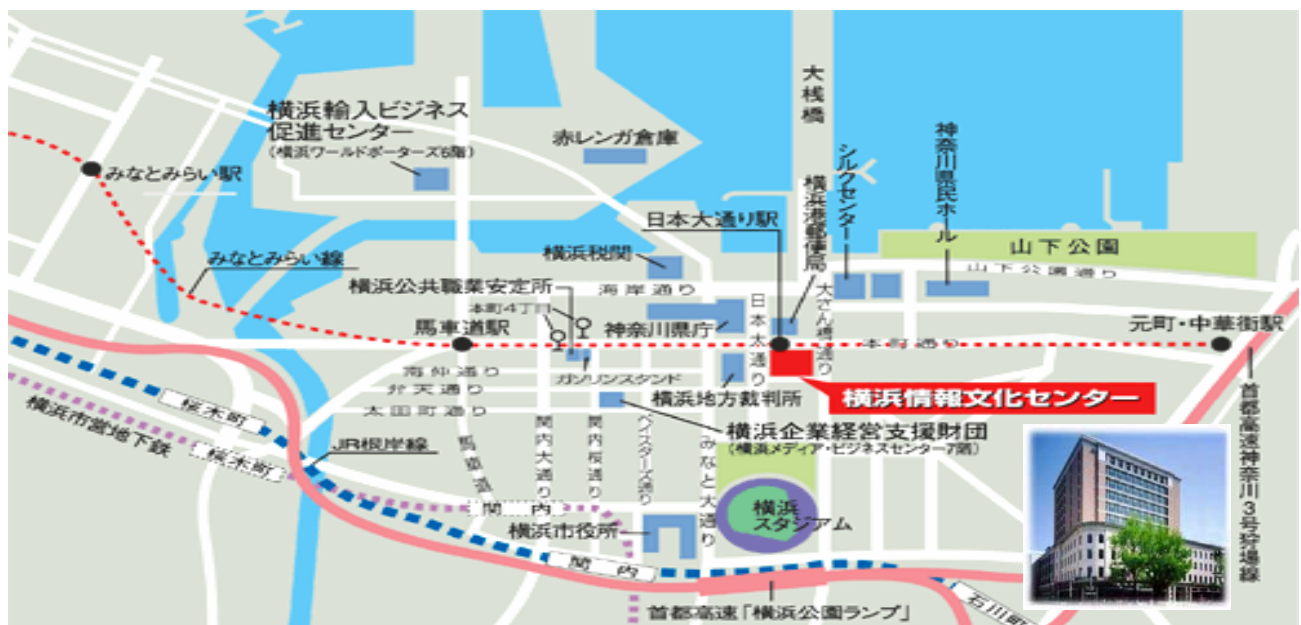 大桟橋
横浜輸入ビジネス
促進センター
(横浜ワールドポーターズ6階)
赤レンガ倉庫
神奈川県民ホール
シルクセンター
横浜港郵便局
みなとみらい駅
日本大通り駅
山下公園
山下公園通り
みなとみらい線
横浜税関
海岸通り
横浜公共職業安定所
本町4丁目
馬車道駅
神奈川県庁
日本太通り
大さん橋通り
元町・中華街駅
本町通り
南仲通り
ガソリンスタンド
弁天通り
横浜地方裁判所
横浜情報文化センター
太田町通り
横浜企業経営支援財団
(横浜メディア・ビジネスセンター7階)
桜木町
横浜市営地下鉄
桜木町
JR根岸線
馬車道
関内大通り
関内桜通り
ベイスターズ通り
みなと大通り
首都高速神奈川3号狩場線
関内
横浜
スタジアム
横浜市役所
関内
石川町
首都高速「横浜公園ランプ」